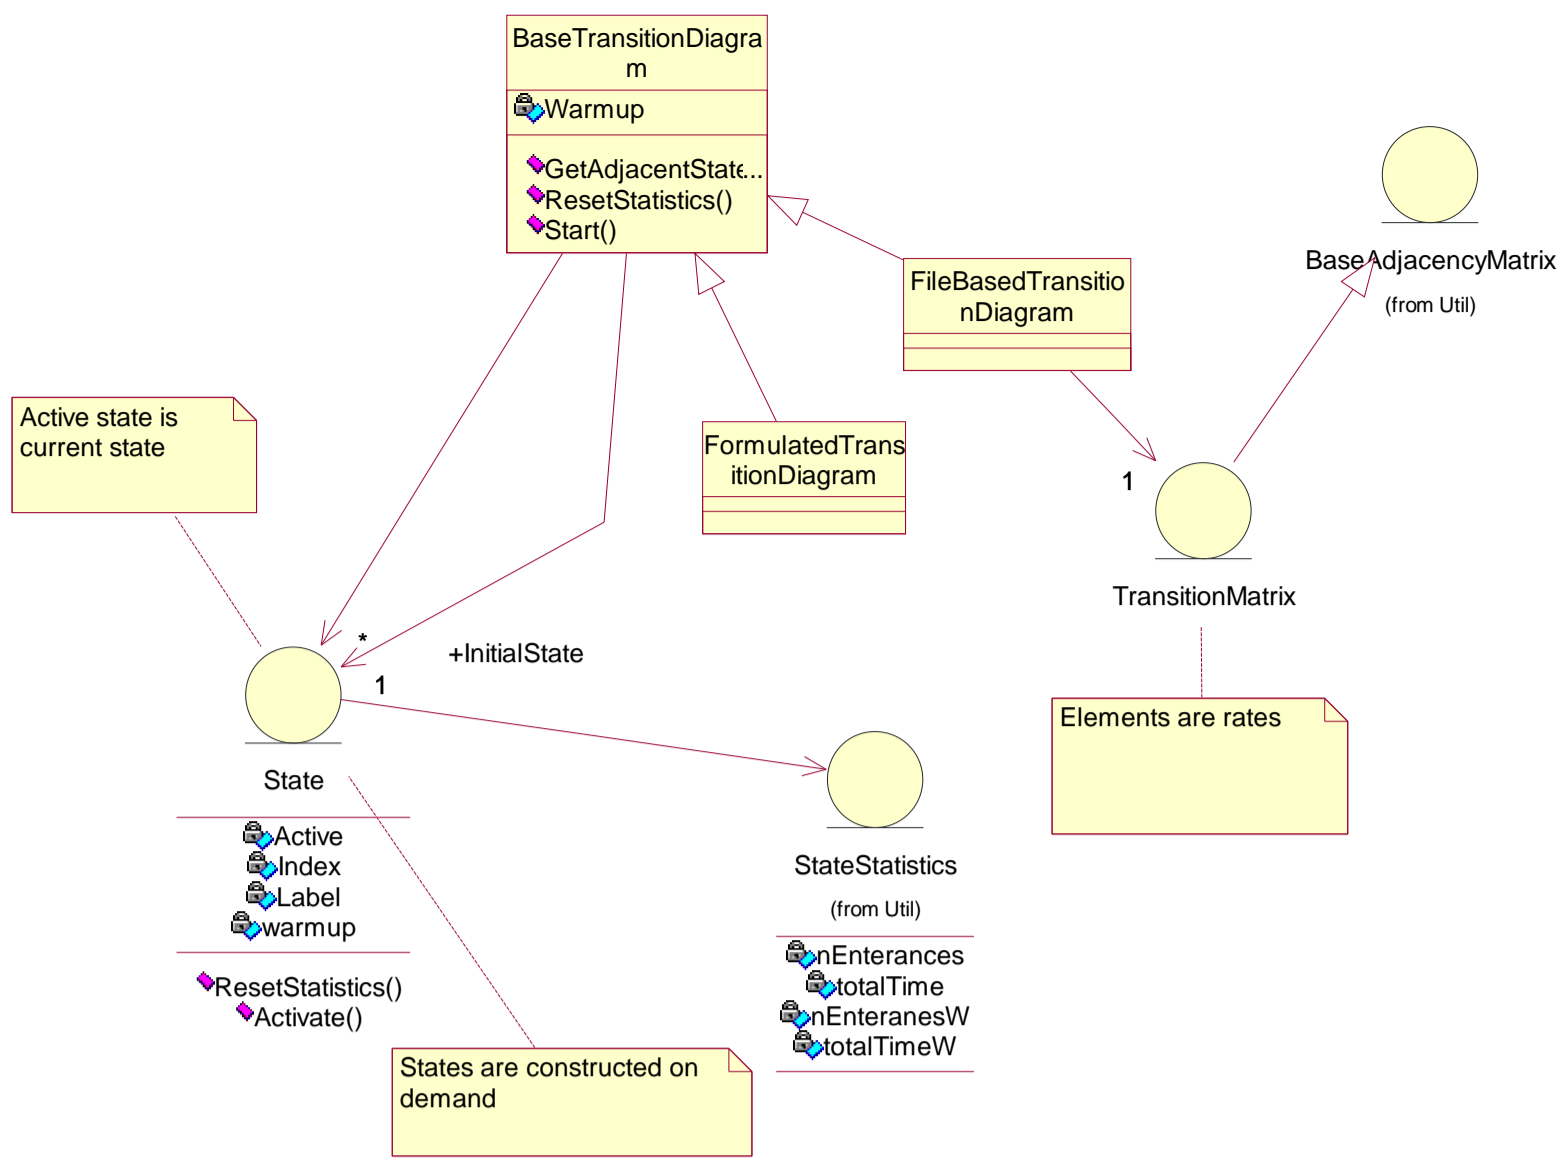 BaseTransitionDiagra
m
Warmup
GetAdjacentState...
ResetStatistics()
Start()
BaseAdjacencyMatrix
(from Util)
FileBasedTransitio
nDiagram
Active state is
current state
FormulatedTrans
itionDiagram
1
TransitionMatrix
*
+InitialState
1
Elements are rates
State
Active
Index
Label
warmup
ResetStatistics()
Activate()
StateStatistics
(from Util)
nEnterances
totalTime
nEnteranesW
totalTimeW
States are constructed on
demand